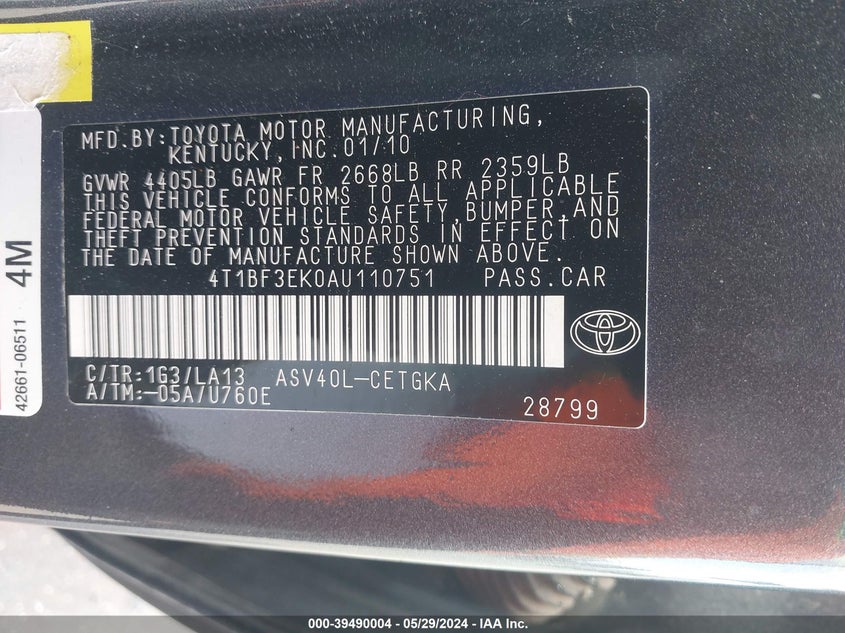 MFD.BY: TOYOTA MOTOR MANUFACTURING,
KENTUCKY, INC. 01/10
GVWR 4405LB GAWR FR 2668LB RR 2359LB
THIS VEHICLE CONFORMS TO ALL APPLICABLE
FEDERAL MOTOR VEHICLE SAFETY, BUMPER, AND
THEFT PREVENTION STANDARDS IN EFFECT ON
THE DATE OF MANUFACTURE SHOWN ABOVE.
4T1BF3EK0AU110751 PASS.CAR
C/TR: 1G3/LA13 ASV40L-CETGKA
A/TM: -05A/U760E
28799
4M
42661-06511
000-39490004 - 05/29/2024 - IAA Inc.